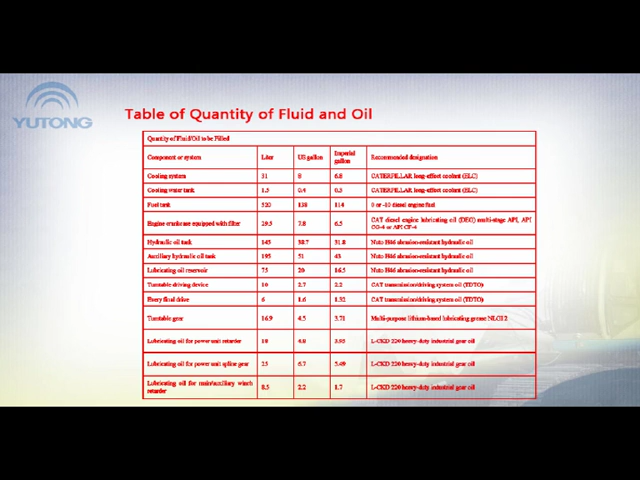 YUTONG
Table of Quantity of Fluid and Oil
Quantity of Fluid/Oil to be Filled
Component or system Liter US gallon Imperial gallon Recommended designation
Cooling system 31 8 6.8 CATERPILLAR long-effect coolant (ELC)
Cooling water tank 1.5 0.4 0.3 CATERPILLAR long-effect coolant (ELC)
Fuel tank 520 138 114 0 or -10 diesel engine fuel
Engine crankcase equipped with filter 29.5 7.8 6.5 CAT diesel engine lubricating oil (DEO) multi-stage API, API
CG-4 or API CF-4
Hydraulic oil tank 145 38.7 31.8 Nuto H46 abrasion-resistant hydraulic oil
Auxiliary hydraulic oil tank 195 51 43 Nuto H46 abrasion-resistant hydraulic oil
Lubricating oil reservoir 75 20 16.5 Nuto H46 abrasion-resistant hydraulic oil
Turntable driving device 10 2.7 2.2 CAT transmission/driving system oil (TDTO)
Every final drive 6 1.6 1.32 CAT transmission/driving system oil (TDTO)
Turntable gear 16.9 4.5 3.71 Multi-purpose lithium-based lubricating grease NLGI 2
Lubricating oil for power unit retarder 18 4.8 3.95 L-CKD 220 heavy-duty industrial gear oil
Lubricating oil for power unit spline gear 25 6.7 5.49 L-CKD 220 heavy-duty industrial gear oil
Lubricating oil for main/auxiliary winch
retarder 8.5 2.2 1.7 L-CKD 220 heavy-duty industrial gear oil